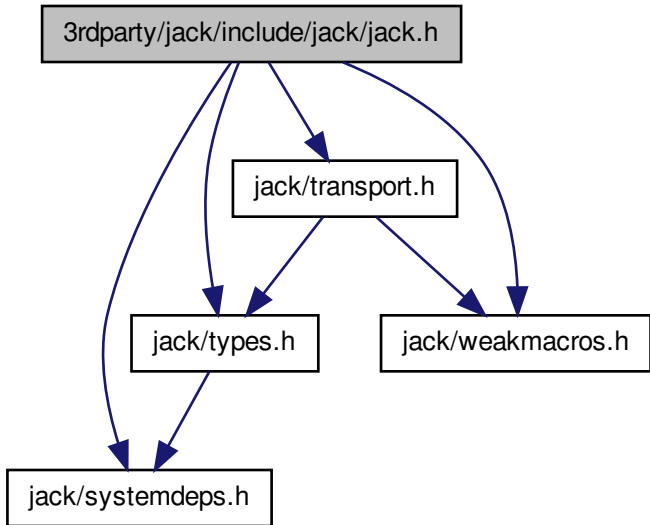 3rdparty/jack/include/jack/jack.h
jack/transport.h
jack/types.h
jack/weakmacros.h
jack/systemdeps.h